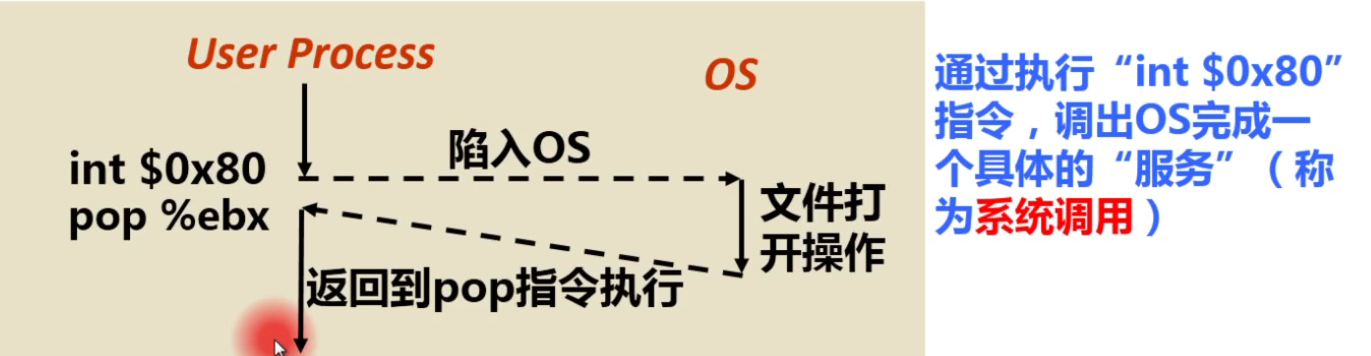 User Process
OS
int $0x80
pop %ebx
陷入OS
文件打
开操作
返回到pop指令执行
通过执行“int $0x80”
指令，调出OS完成一
个具体的“服务”（称
为系统调用）